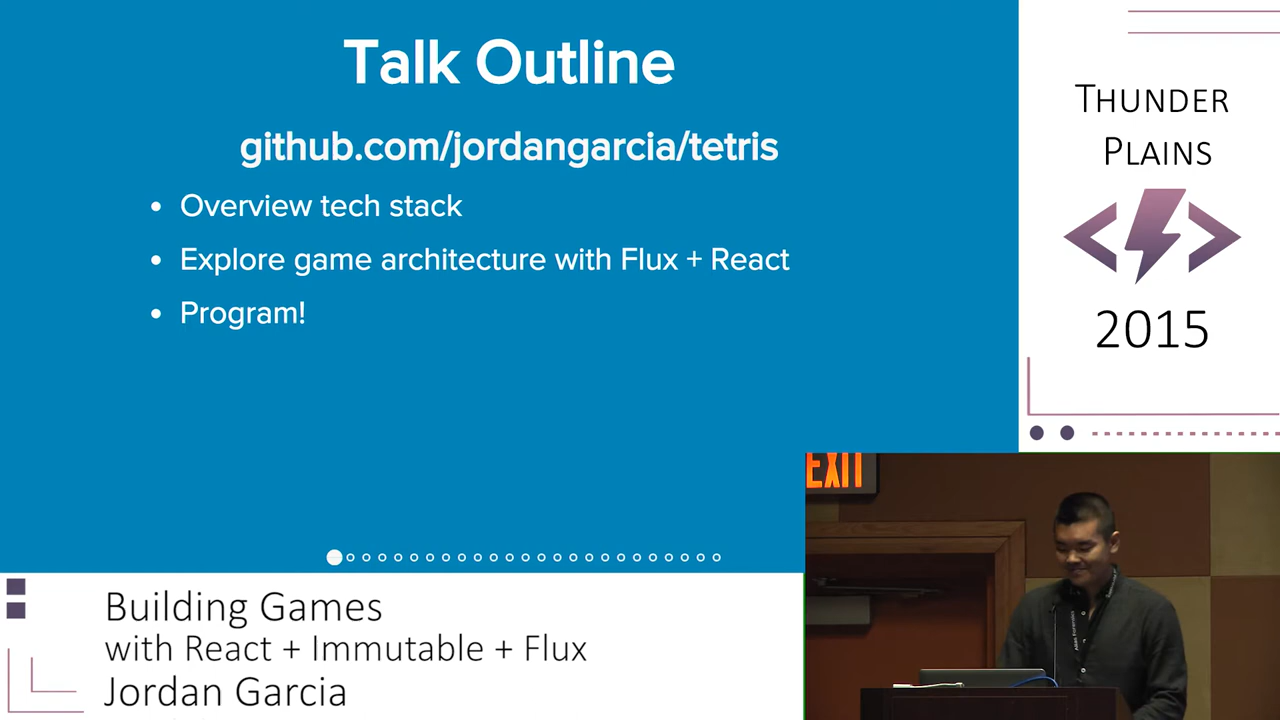 Talk Outline
github.com/jordangarcia/tetris
• Overview tech stack
• Explore game architecture with Flux + React
• Program!
THUNDER
PLAINS
2015
EXIT
Building Games
with React + Immutable + Flux
Jordan Garcia